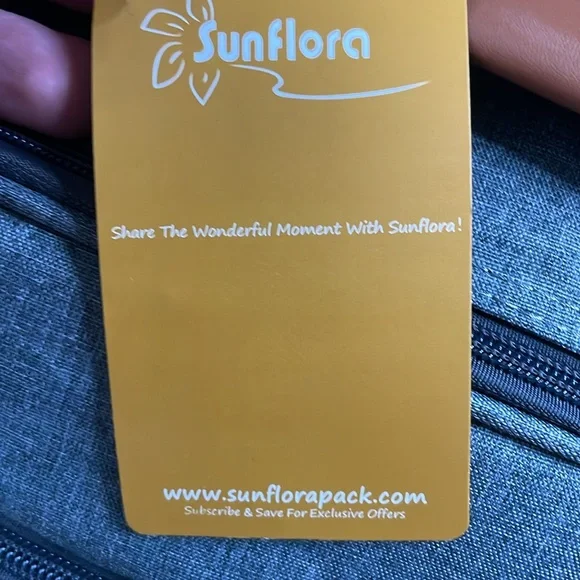 Sunflora
Share The Wonderful Moment With Sunflora!
www.sunflorapack.com
Subscribe & Save For Exclusive Offers